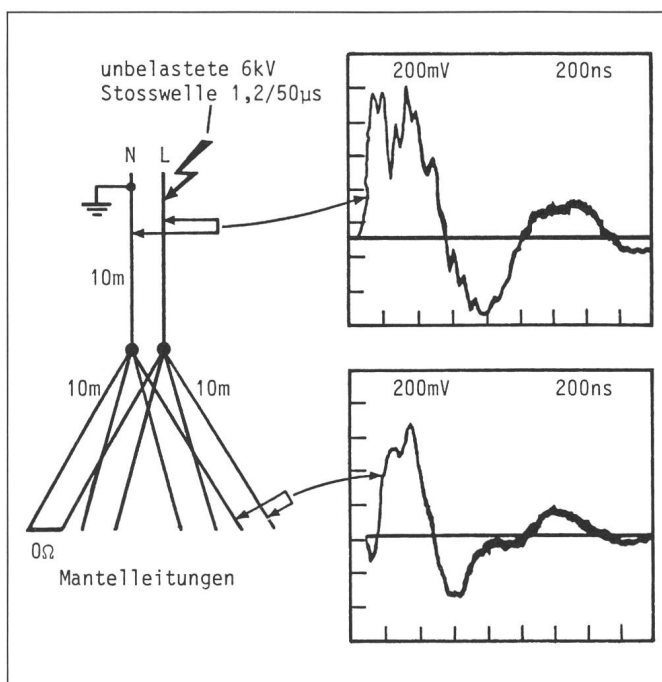 unbelastete 6kV
Stosswelle 1,2/50µs
N L
10m
10m 10m
0Ω
Mantelleitungen
200mV 200ns
200mV 200ns